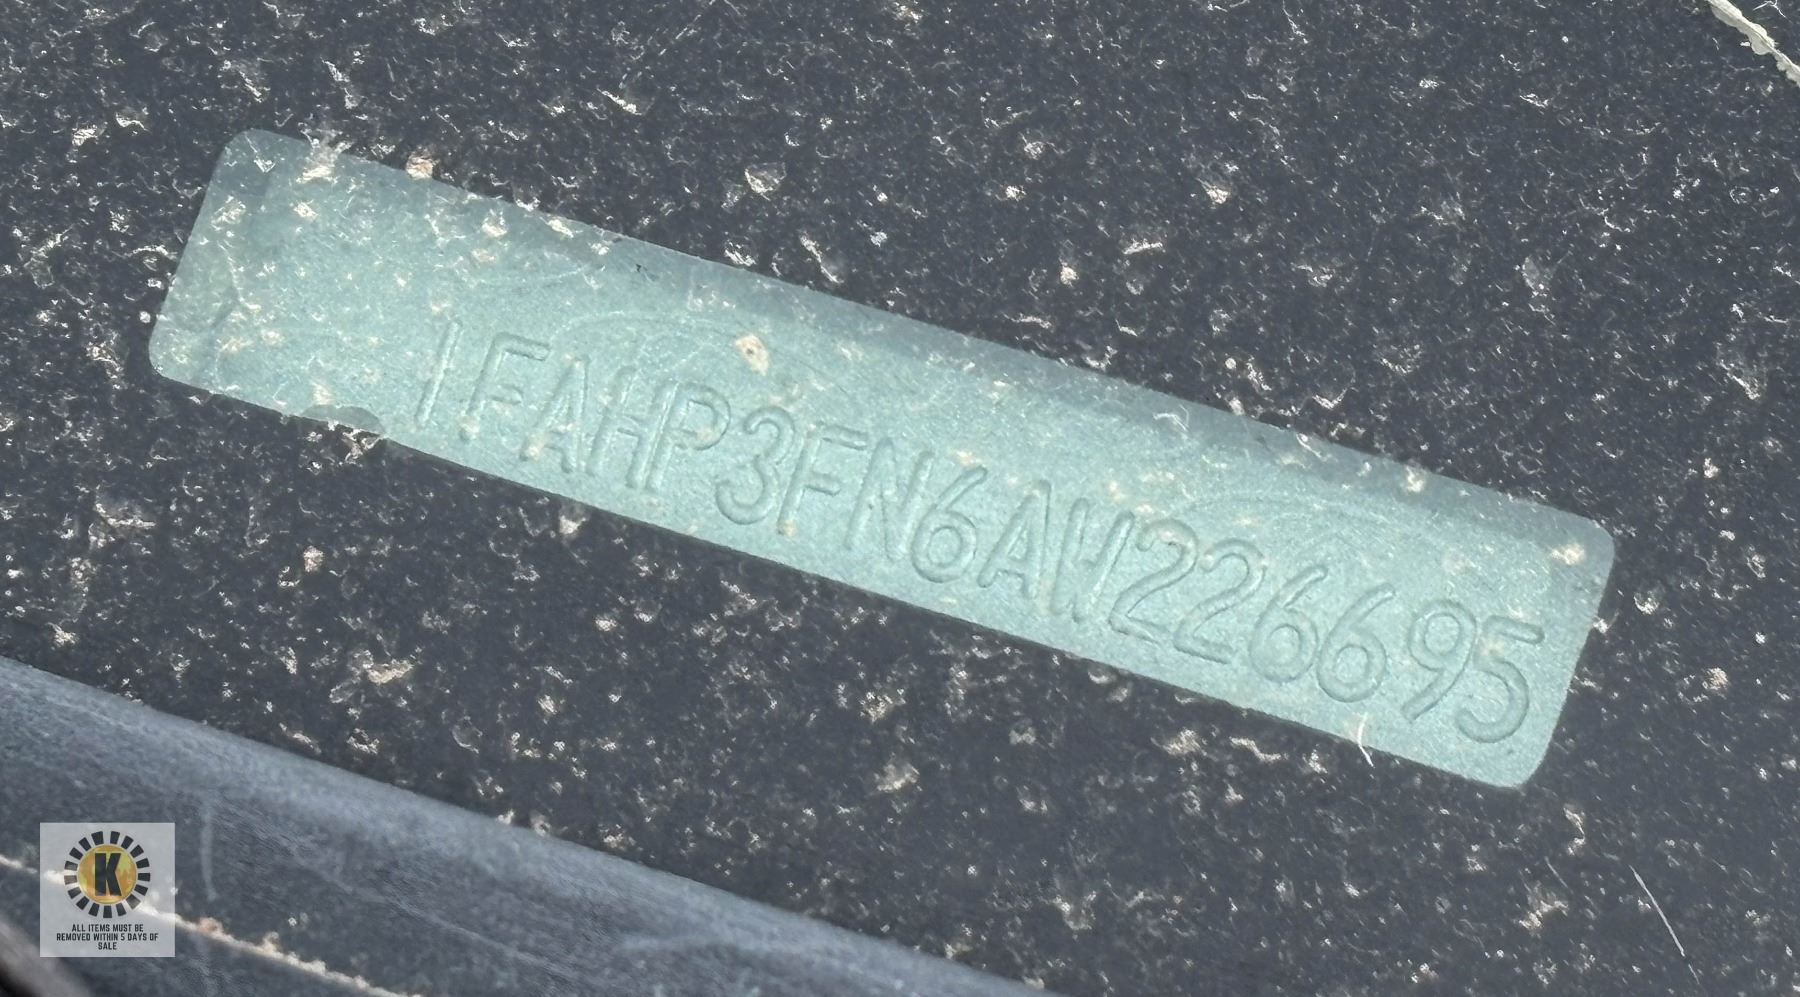 1FAHP3FN6AW226695
K
ALL ITEMS MUST BE
REMOVED WITHIN 5 DAYS OF
SALE